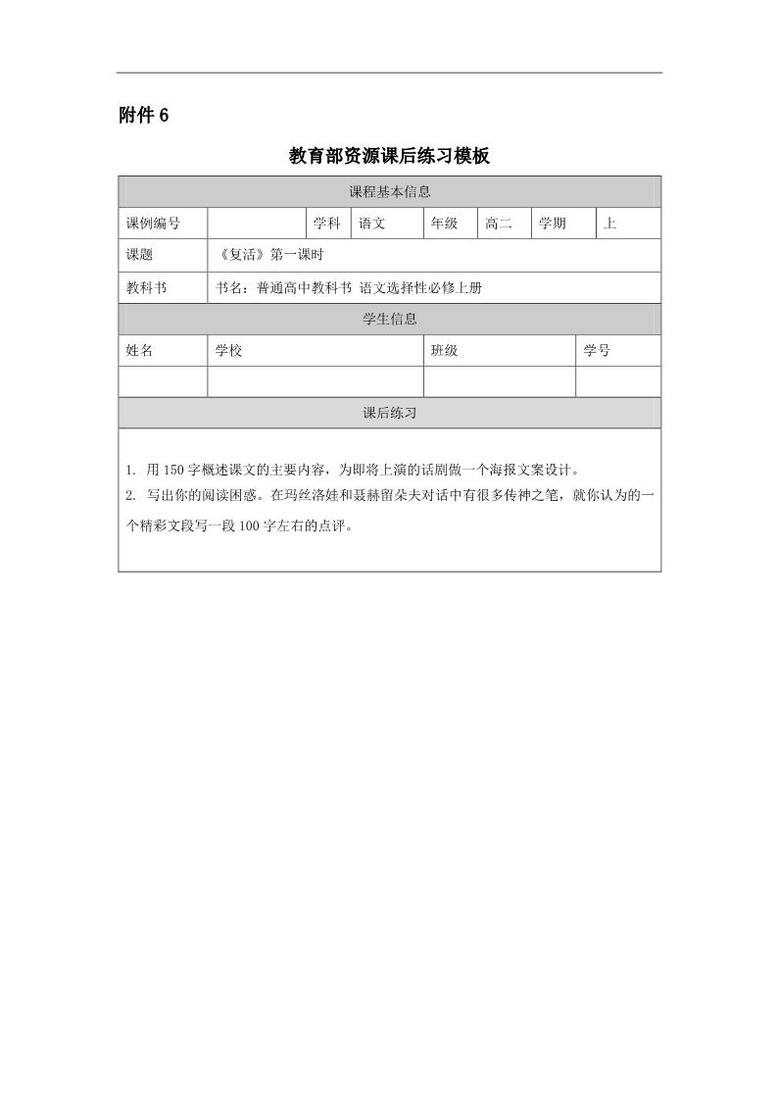 附件 6
教育部资源课后练习模板
课程基本信息
课例编号 学科 语文 年级 高二 学期 上
课题 《复活》第一课时
教科书 书名：普通高中教科书 语文选择性必修上册
学生信息
姓名 学校 班级 学号
课后练习
1. 用 150 字概述课文的主要内容，为即将上演的话剧做一个海报文案设计。
2. 写出你的阅读困惑。在玛丝洛娃和聂赫留朵夫对话中有很多传神之笔，就你认为的一
个精彩文段写一段 100 字左右的点评。